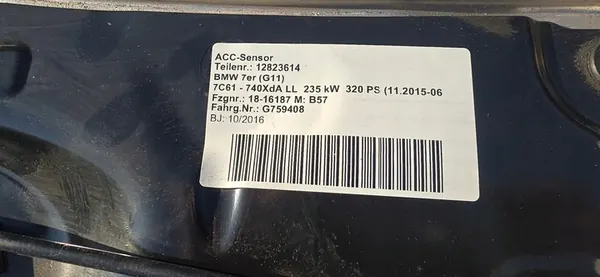 ACC-Sensor
Teilenr.: 12823614
BMW 7er (G11)
7C61 - 740XdA LL 235 kW 320 PS (11.2015-06
Fzgnr.: 18-16187 M: B57
Fahrg.Nr.: G759408
BJ: 10/2016